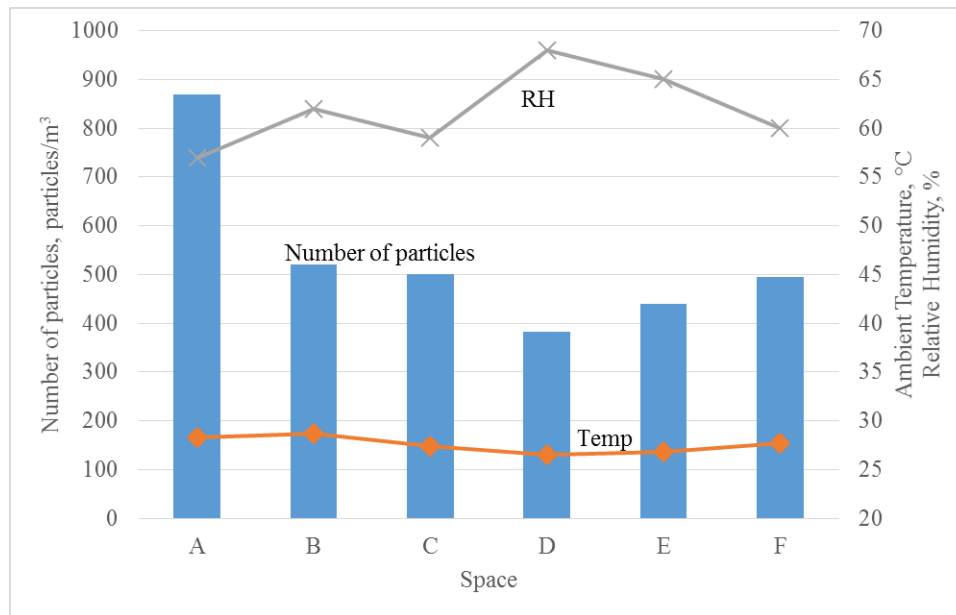 Number of particles, particles/m³
1000
900
800
700
600
500
400
300
200
100
0
RH
Number of particles
Temp
70
65
60
55
50
45
40
35
30
25
20
Ambient Temperature, °C
Relative Humidity, %
A B C D E F
Space